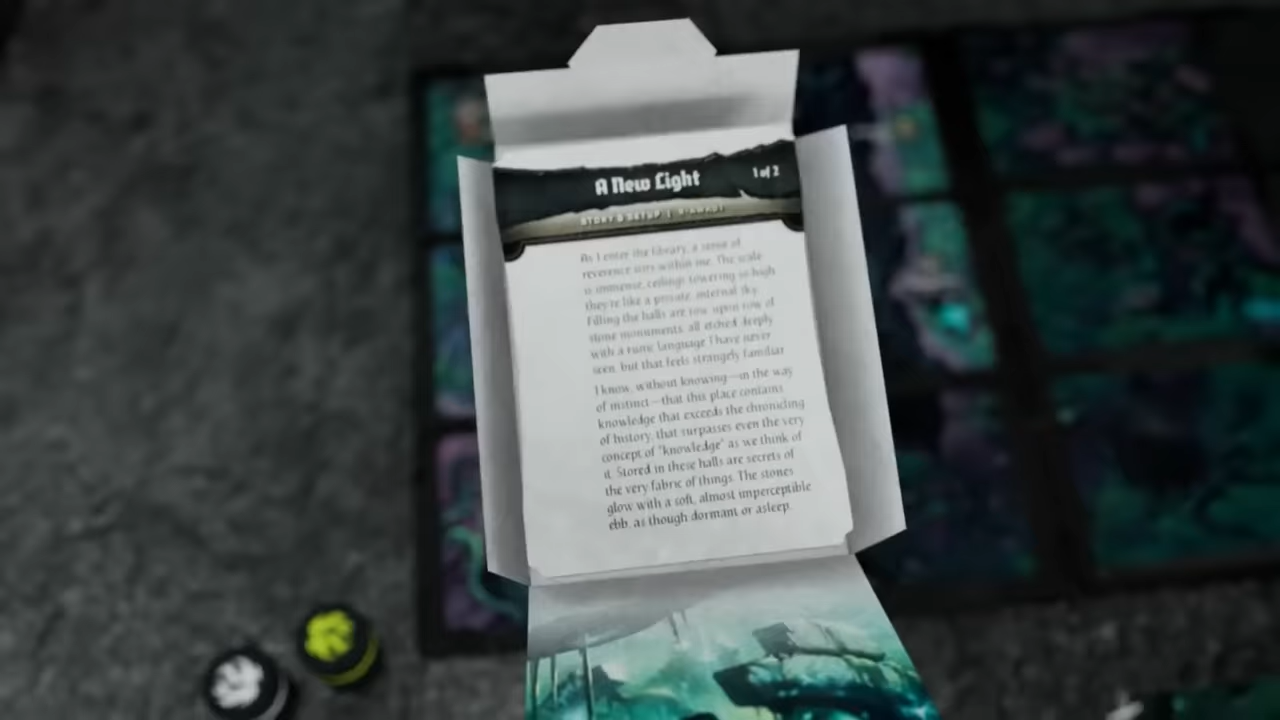 A New Light
1 of 2
STORY & SETUP
As I enter the library, a sense of
reverence stirs within me. The scale
is immense, ceilings towering so high
they're like a private, internal sky.
Filling the halls are row upon row of
stone monuments, all etched deeply
with a runic language I have never
seen, but that feels strangely familiar.
I know, without knowing—in the way
of instinct—that this place contains
knowledge that exceeds the chronicling
of history, that surpasses even the very
concept of "knowledge" as we think of
it. Stored in these halls are secrets of
the very fabric of things. The stones
glow with a soft, almost imperceptible
ebb, as though dormant or asleep.